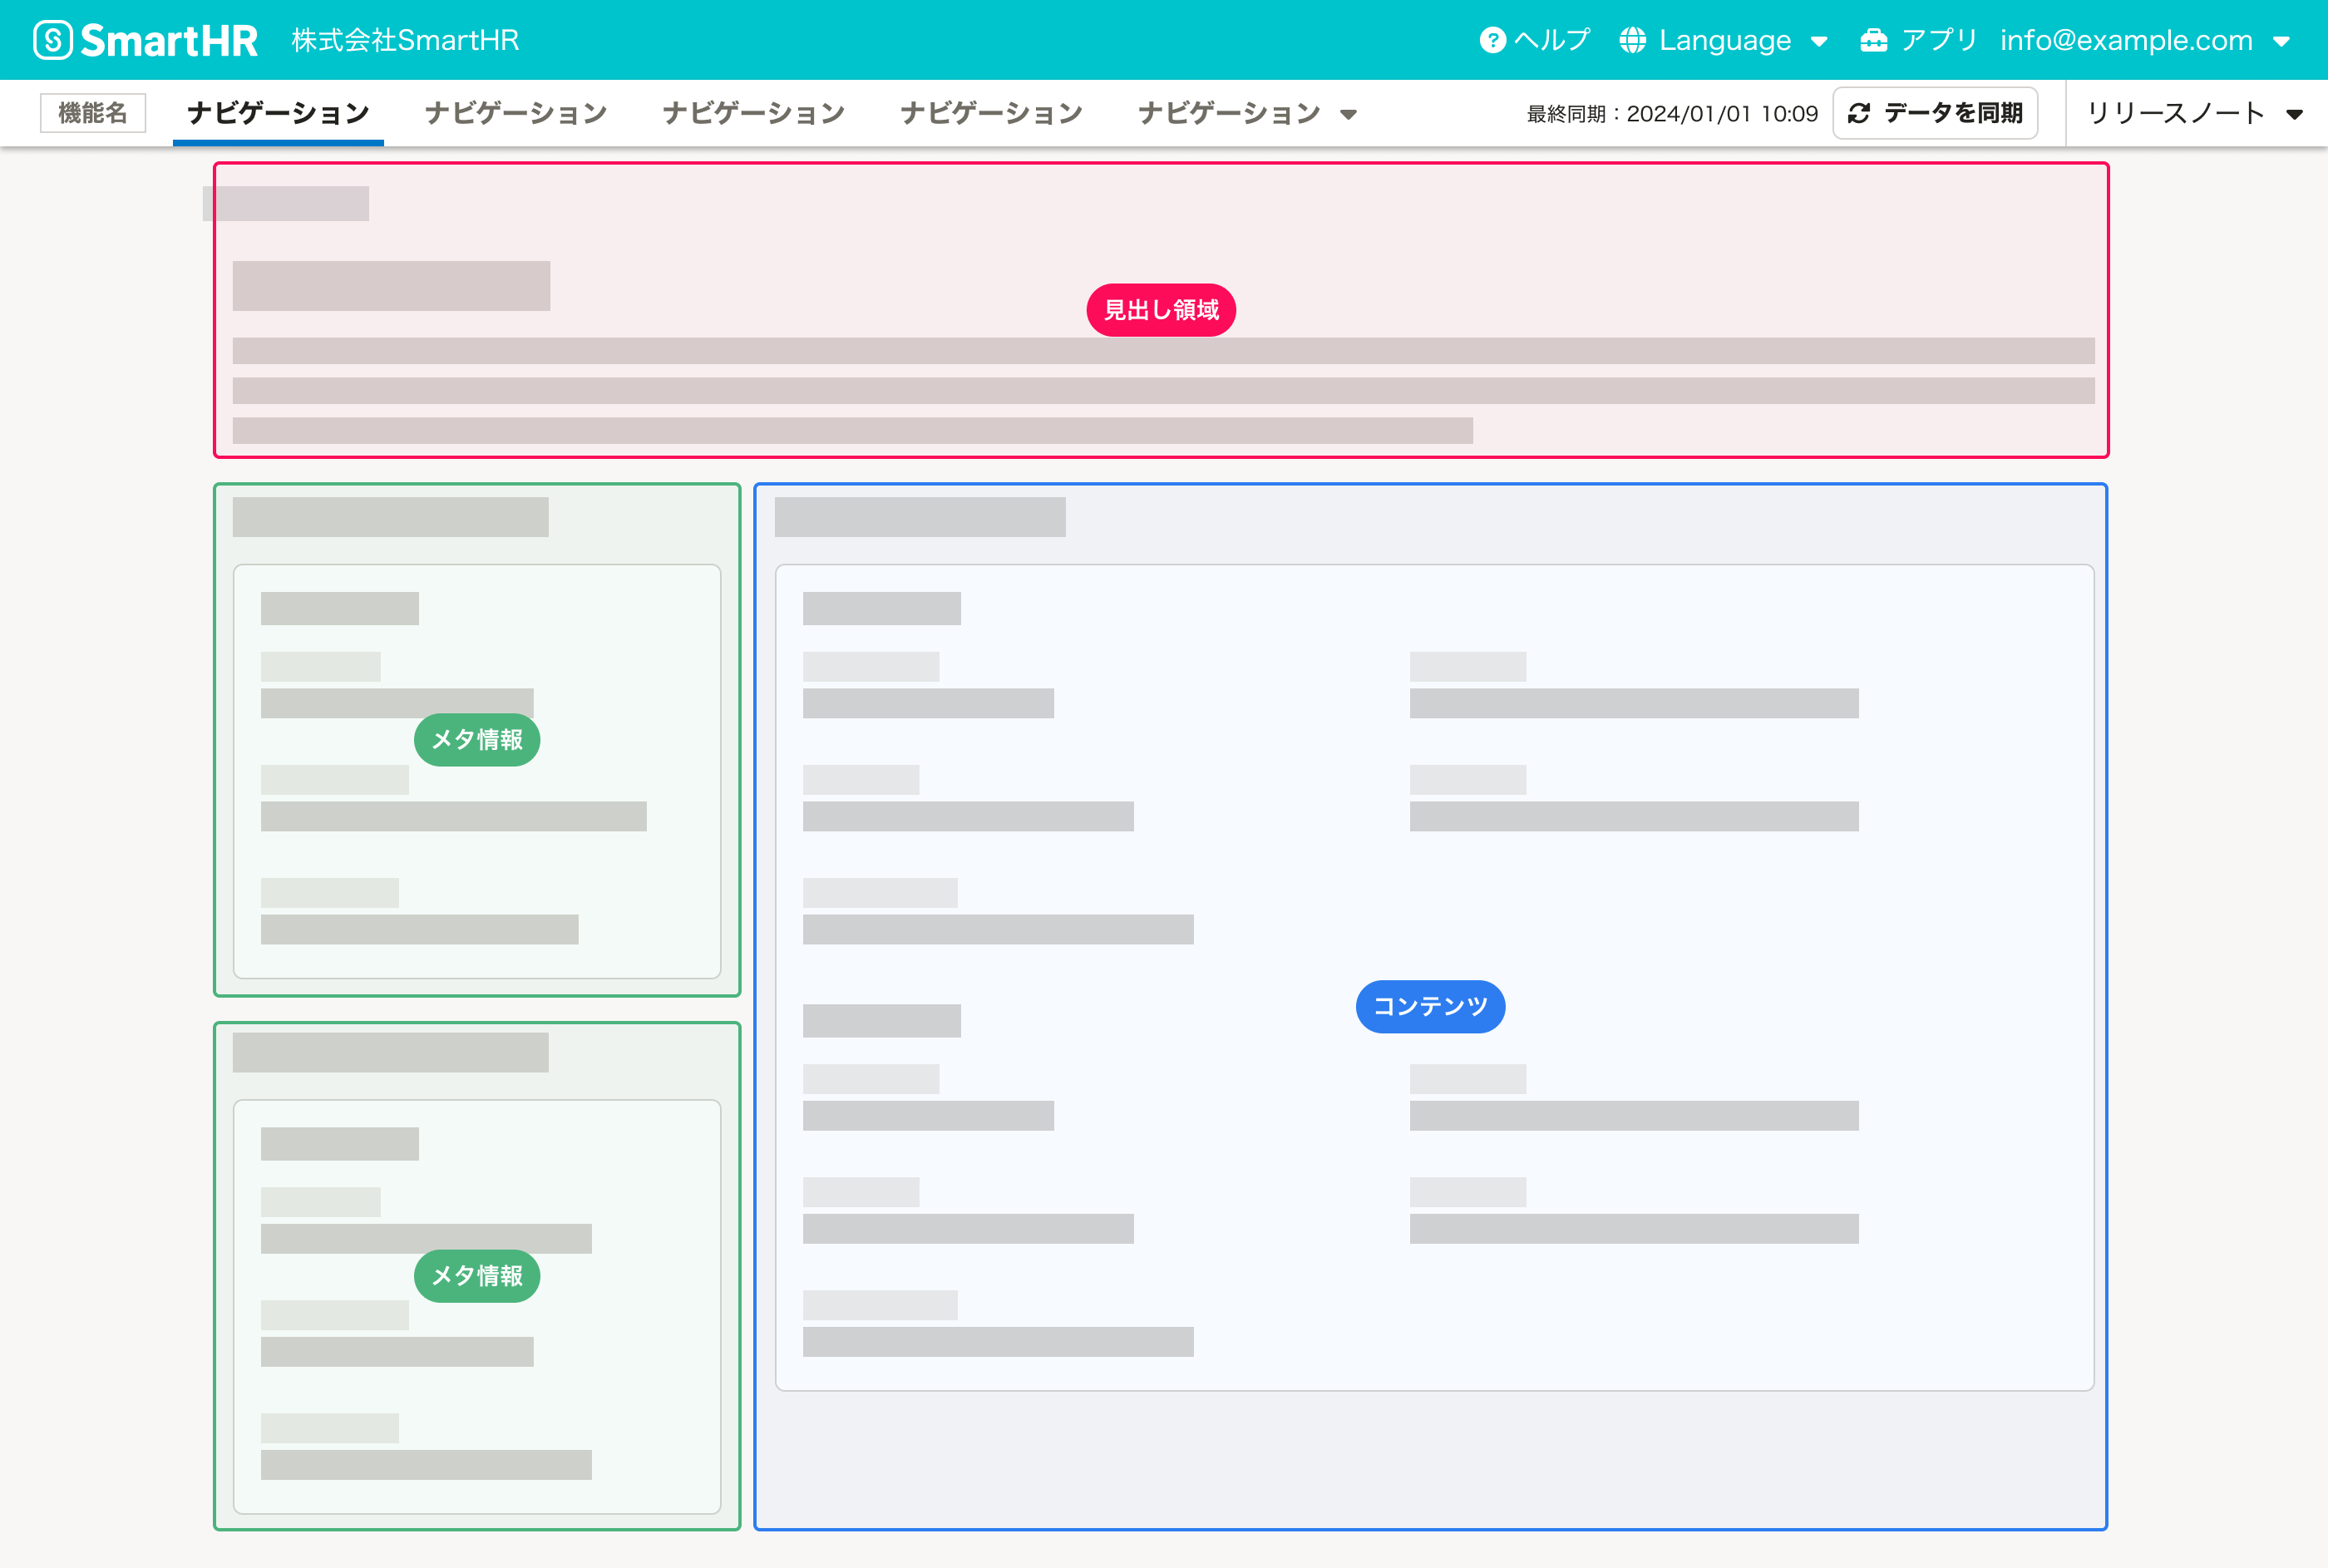 SmartHR 株式会社SmartHR ヘルプ Language アプリ info@example.com
機能名 ナビゲーション ナビゲーション ナビゲーション ナビゲーション ナビゲーション 最終同期：2024/01/01 10:09 データを同期 リリースノート
見出し領域
メタ情報
コンテンツ
メタ情報